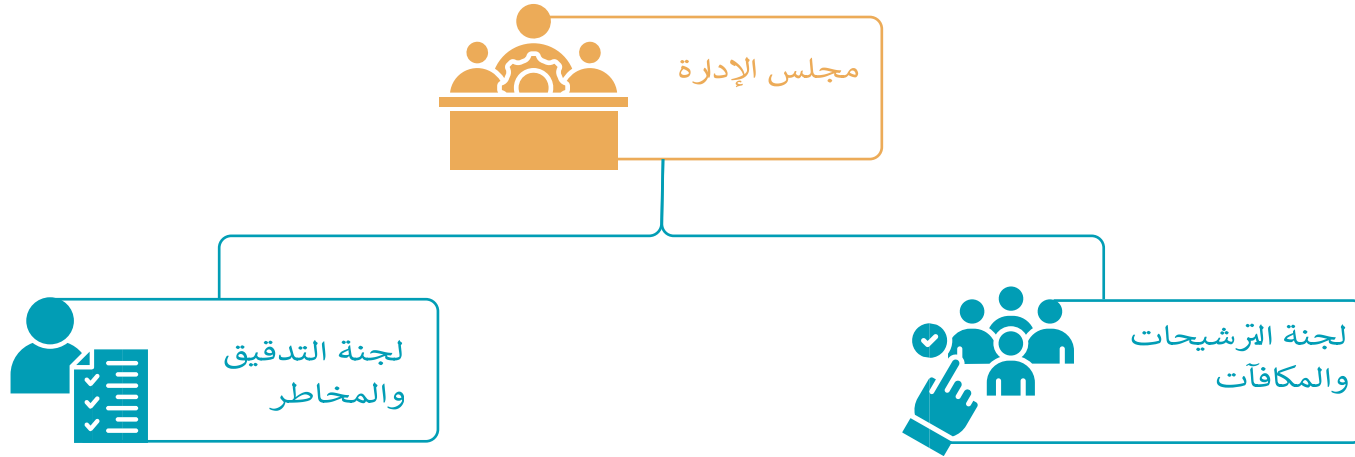 مجلس الإدارة
لجنة الترشيحات
والمكافآت
لجنة التدقيق
والمخاطر